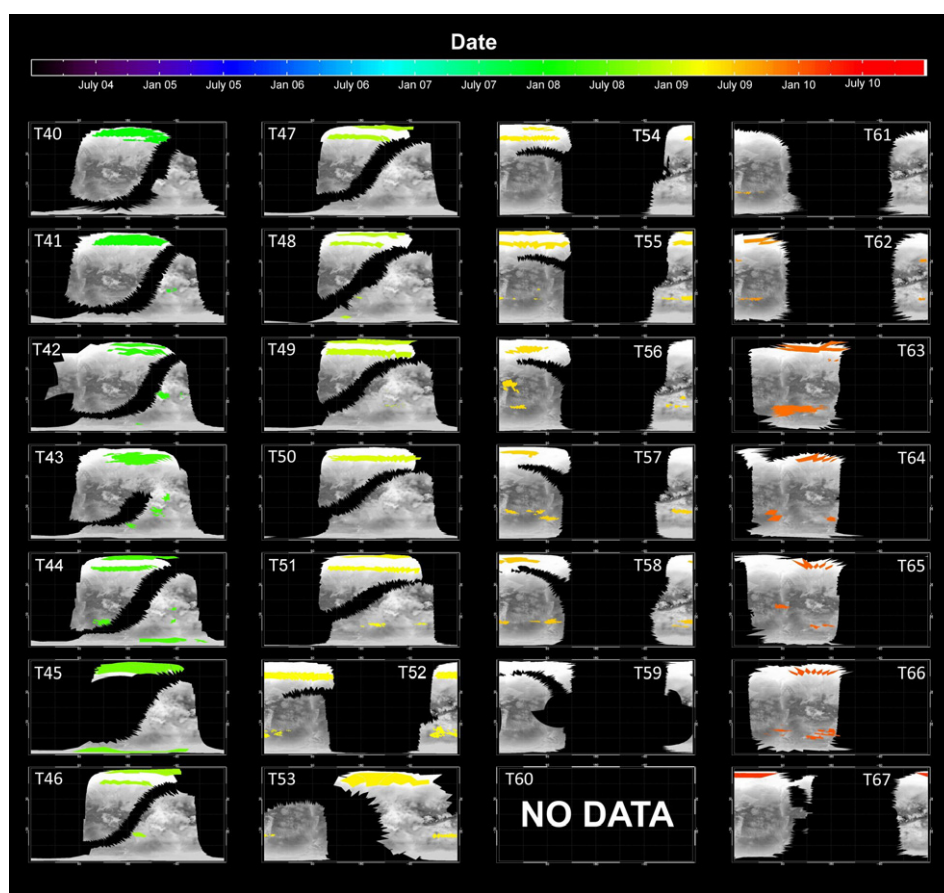 Date
July 04 Jan 05 July 05 Jan 06 July 06 Jan 07 July 07 Jan 08 July 08 Jan 09 July 09 Jan 10 July 10
T40 T47 T54 T61
T41 T48 T55 T62
T42 T49 T56 T63
T43 T50 T57 T64
T44 T51 T58 T65
T45 T52 T59 T66
T46 T53 T60 T67
NO DATA